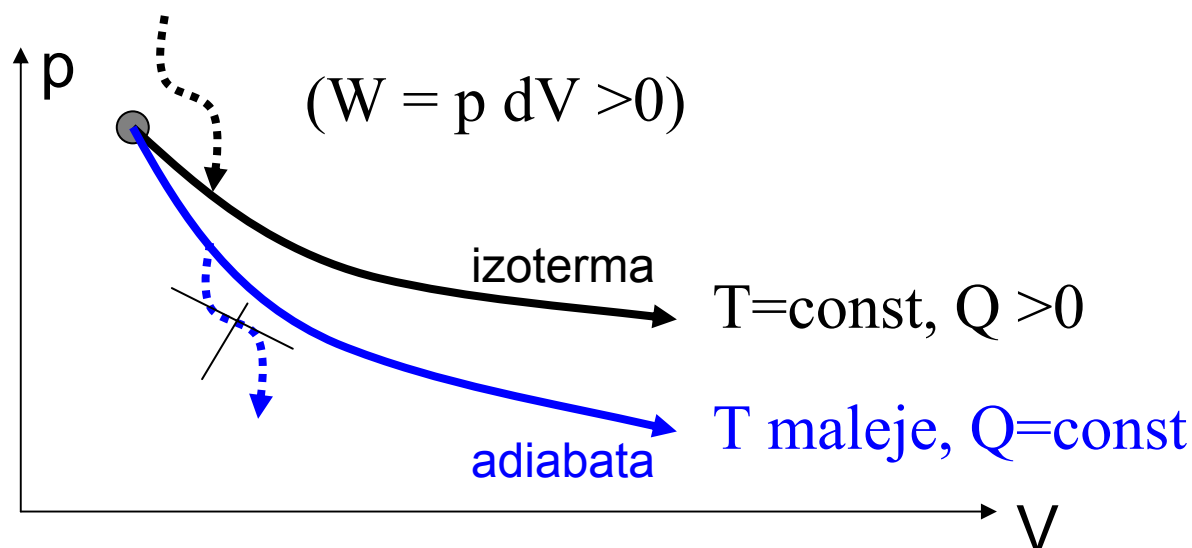 p
(W = p dV >0)
izoterma
T=const, Q >0
T maleje, Q=const
adiabata
V